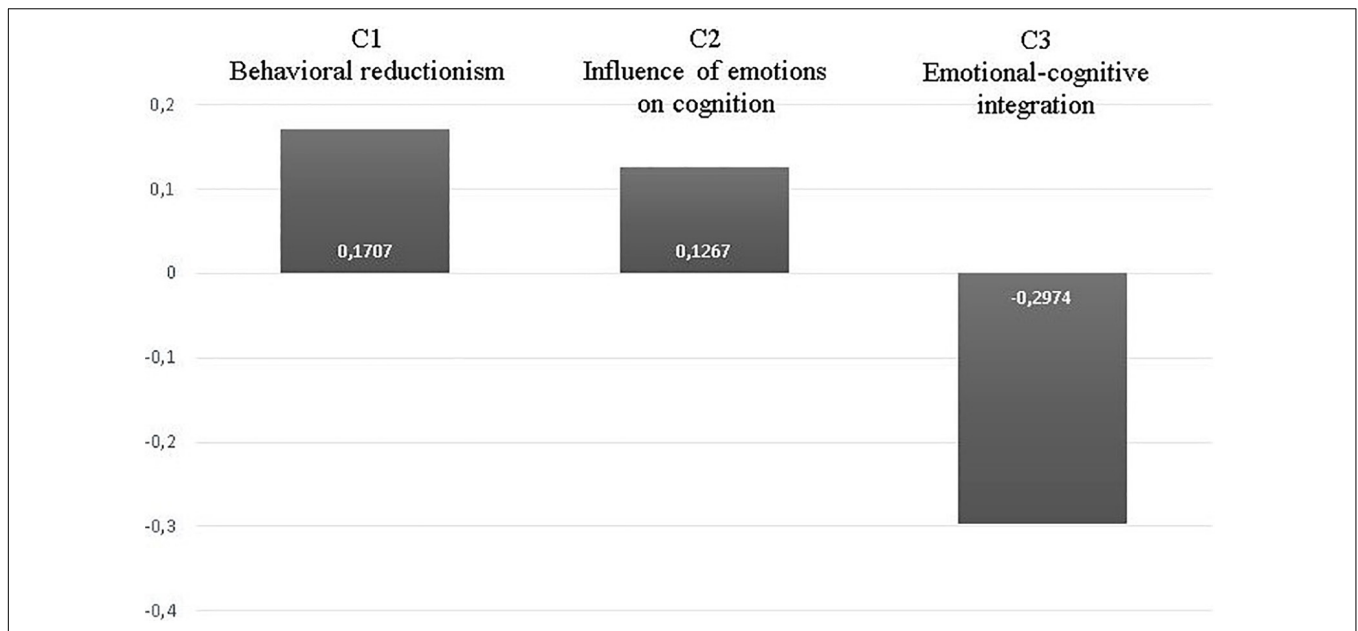 C1
Behavioral reductionism
C2
Influence of emotions
on cognition
C3
Emotional-cognitive
integration
0,2
0,1
0
-0,1
-0,2
-0,3
-0,4
0,1707
0,1267
-0,2974